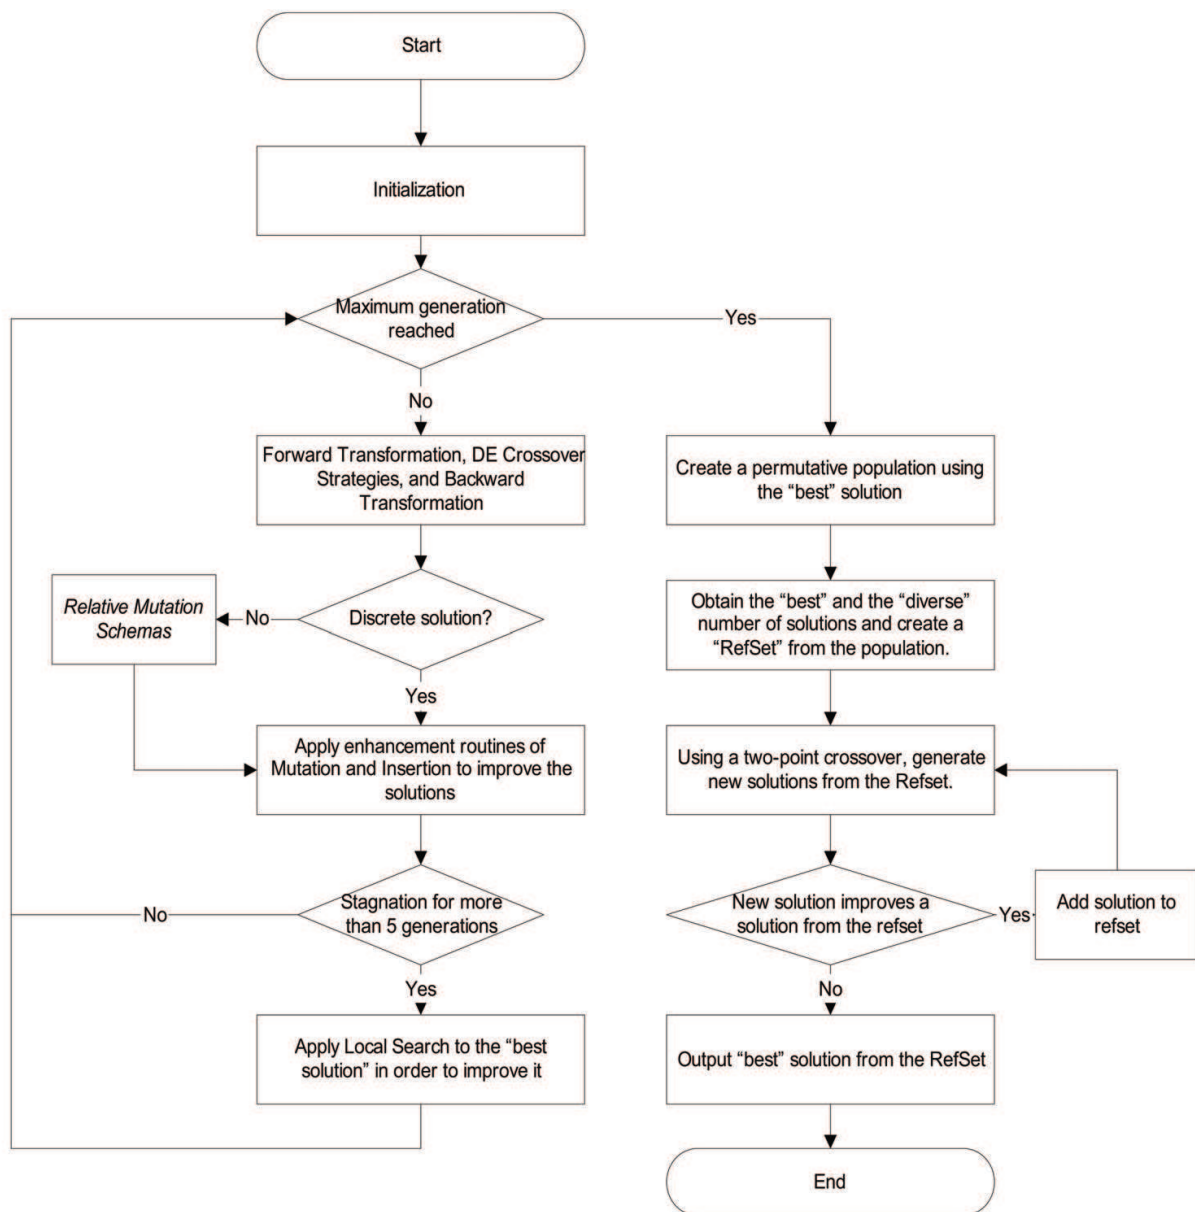 Start
Initialization
Maximum generation
reached
Yes
No
Forward Transformation, DE Crossover
Strategies, and Backward
Transformation
Create a permutative population using
the “best” solution
Relative Mutation
Schemas
No
Discrete solution?
Obtain the “best” and the “diverse”
number of solutions and create a
“RefSet” from the population.
Yes
Apply enhancement routines of
Mutation and Insertion to improve the
solutions
Using a two-point crossover, generate
new solutions from the Refset.
No
Stagnation for more
than 5 generations
New solution improves a
solution from the refset
Yes
Add solution to
refset
Yes
No
Apply Local Search to the “best
solution” in order to improve it
Output “best” solution from the RefSet
End